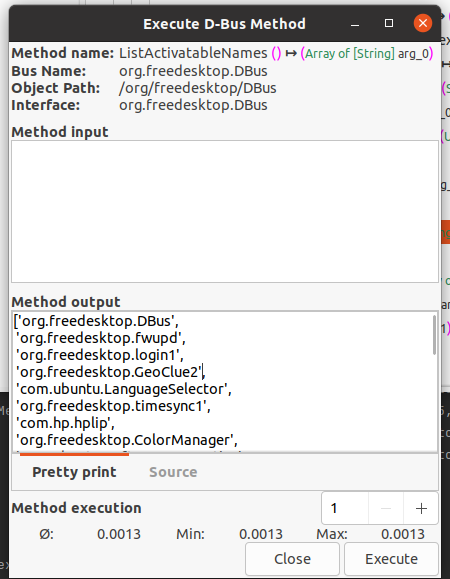 Execute D-Bus Method
Method name: ListActivatableNames () ↦ (Array of [String] arg_0)
Bus Name: org.freedesktop.DBus
Object Path: /org/freedesktop/DBus
Interface: org.freedesktop.DBus
Method input
Method output
['org.freedesktop.DBus',
'org.freedesktop.fwupd',
'org.freedesktop.login1',
'org.freedesktop.GeoClue2',
'com.ubuntu.LanguageSelector',
'org.freedesktop.timesync1',
'com.hp.hplip',
'org.freedesktop.ColorManager',
Pretty print Source
Method execution 1 − +
Ø: 0.0013 Min: 0.0013 Max: 0.0013
Close Execute